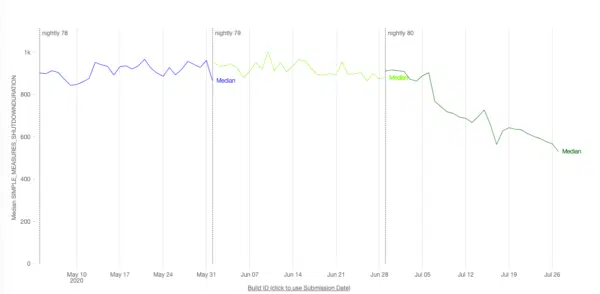 nightly 78
nightly 79
nightly 80
1k
800
600
400
200
0
Median SIMPLE_MEASURES_SHUTDOWNDURATION
Median
Median
Median
May 10
2020
May 17
May 24
May 31
Jun 07
Jun 14
Jun 21
Jun 28
Jul 05
Jul 12
Jul 19
Jul 26
Build ID (click to use Submission Date)